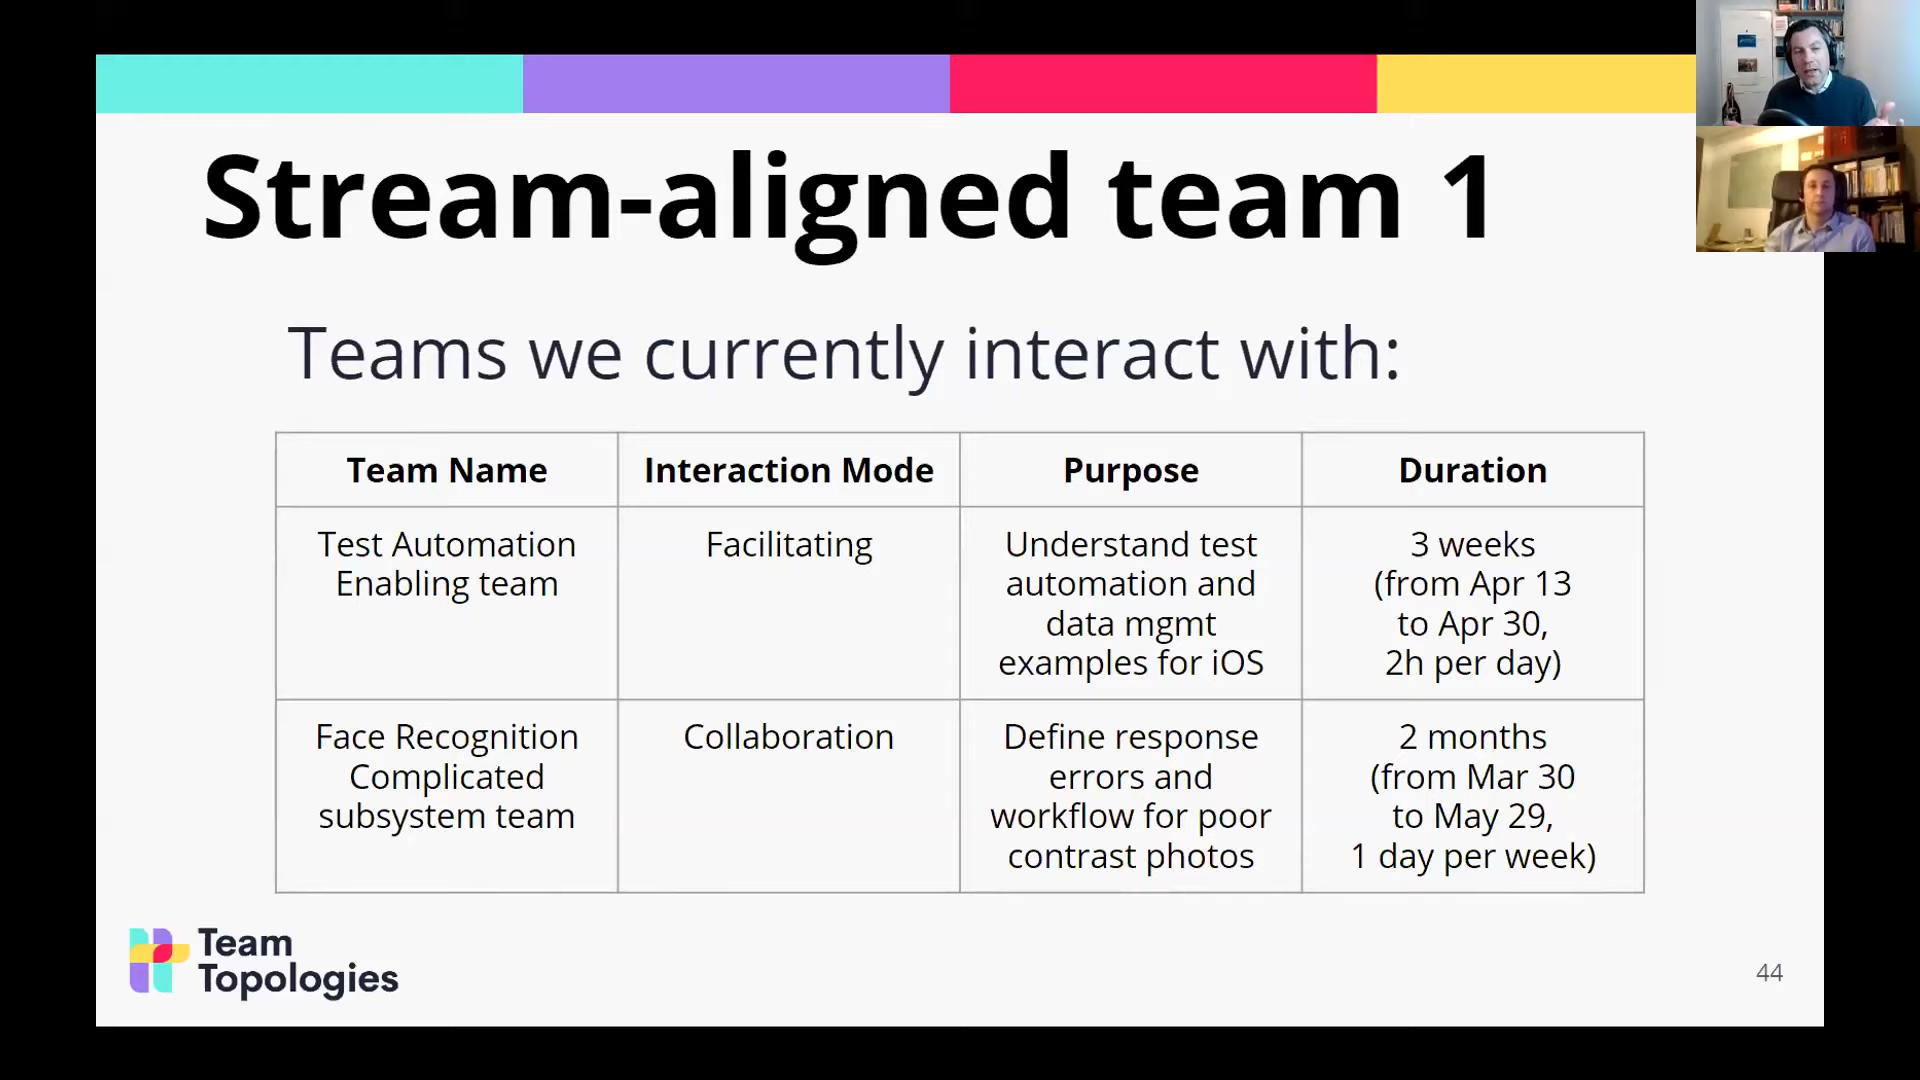 Stream-aligned team 1
Teams we currently interact with:
Team Name
Interaction Mode
Purpose
Duration
Test Automation
Enabling team
Facilitating
Understand test
automation and
data mgmt
examples for iOS
3 weeks
(from Apr 13
to Apr 30,
2h per day)
Face Recognition
Complicated
subsystem team
Collaboration
Define response
errors and
workflow for poor
contrast photos
2 months
(from Mar 30
to May 29,
1 day per week)
Team
Topologies
44